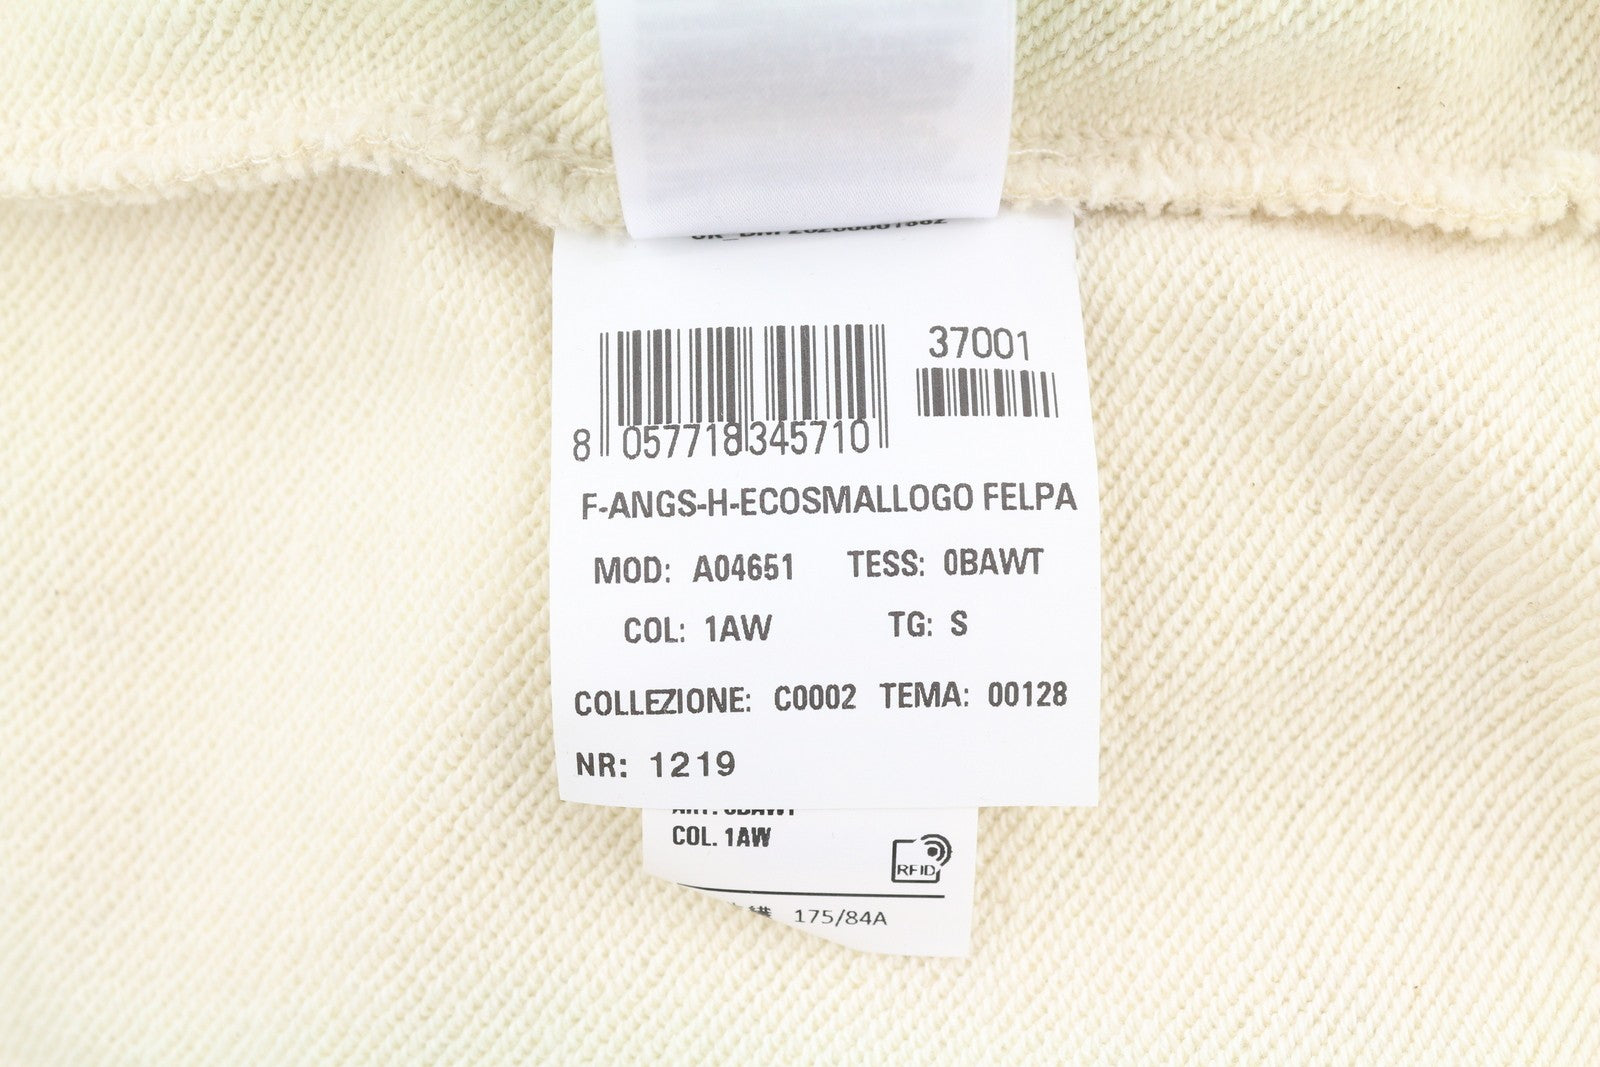 37001
8 057718 345710
F-ANGS-H-ECOSMALLOGO FELPA
MOD: A04651 TESS: 0BAWT
COL: 1AW TG: S
COLLEZIONE: C0002 TEMA: 00128
NR: 1219
COL. 1AW
RFID
175/84A